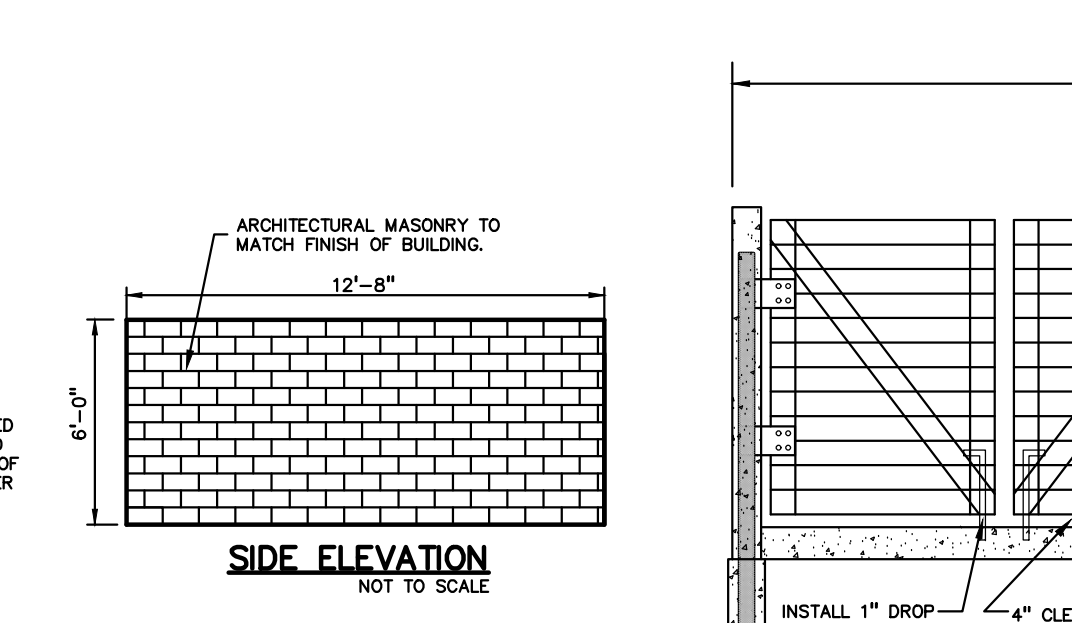 ARCHITECTURAL MASONRY TO
MATCH FINISH OF BUILDING.
12'-8"
6'-0"
OF
SIDE ELEVATION
NOT TO SCALE
INSTALL 1" DROP
4"